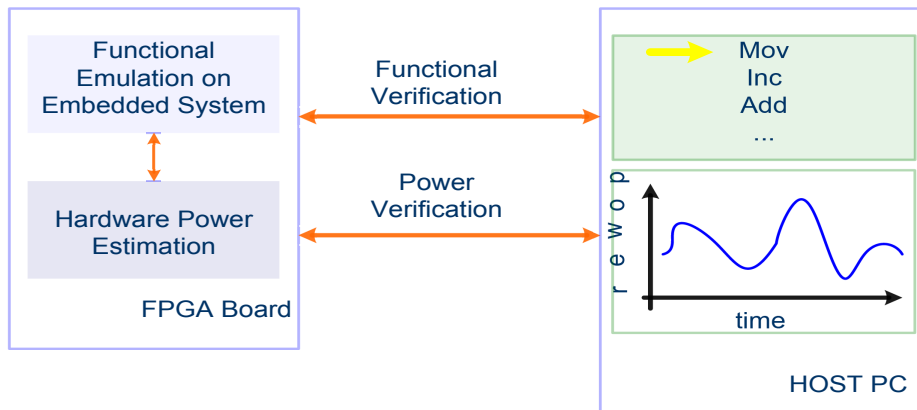 Functional
Emulation on
Embedded System
Hardware Power
Estimation
FPGA Board
Functional
Verification
Power
Verification
Mov
Inc
Add
...
power
time
HOST PC